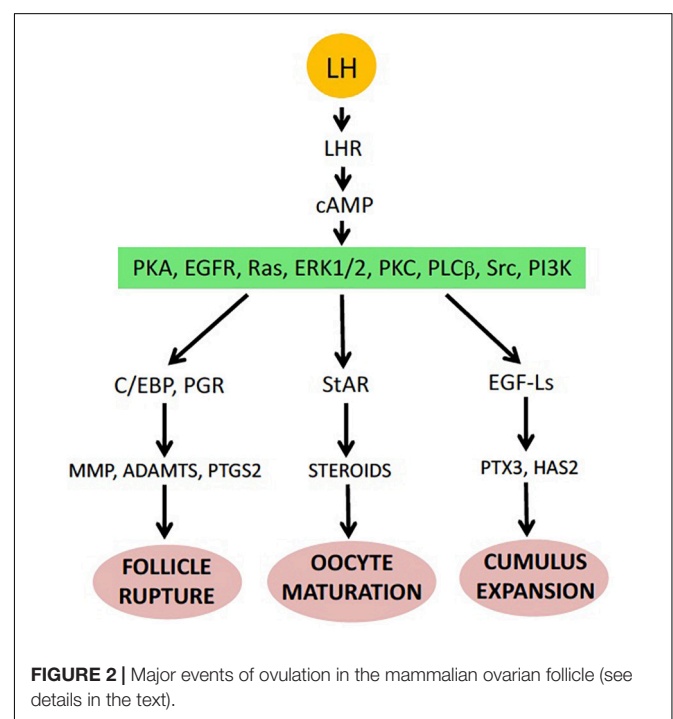 LH
LHR
cAMP
PKA, EGFR, Ras, ERK1/2, PKC, PLCβ, Src, PI3K
C/EBP, PGR
StAR
EGF-Ls
MMP, ADAMTS, PTGS2
STEROIDS
PTX3, HAS2
FOLLICLE
RUPTURE
OOCYTE
MATURATION
CUMULUS
EXPANSION
FIGURE 2 | Major events of ovulation in the mammalian ovarian follicle (see
details in the text).